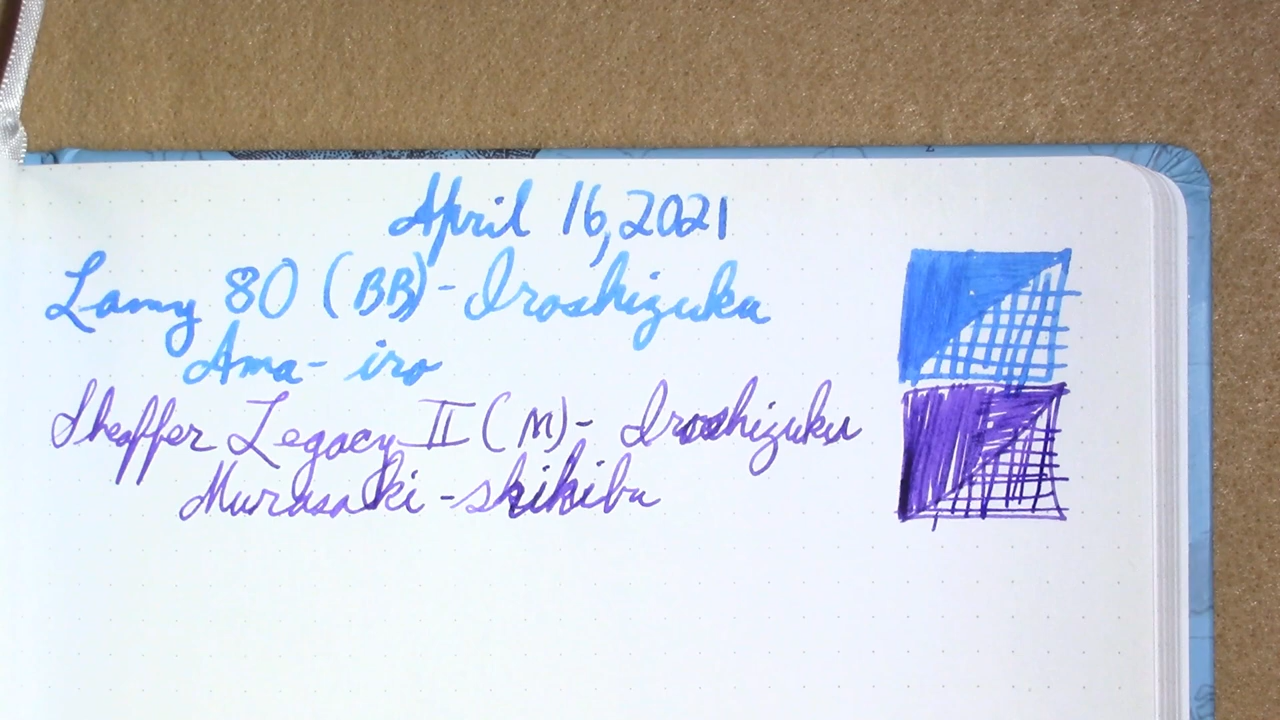 April 16, 2021
Lamy 80 (BB) - Iroshizuku
Ama-iro
Sheaffer Legacy II (M) - Iroshizuku
Murasaki-shikibu